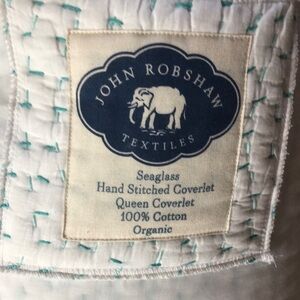 JOHN ROBSHAW
TEXTILES
Seaglass
Hand Stitched Coverlet
Queen Coverlet
100% Cotton
Organic